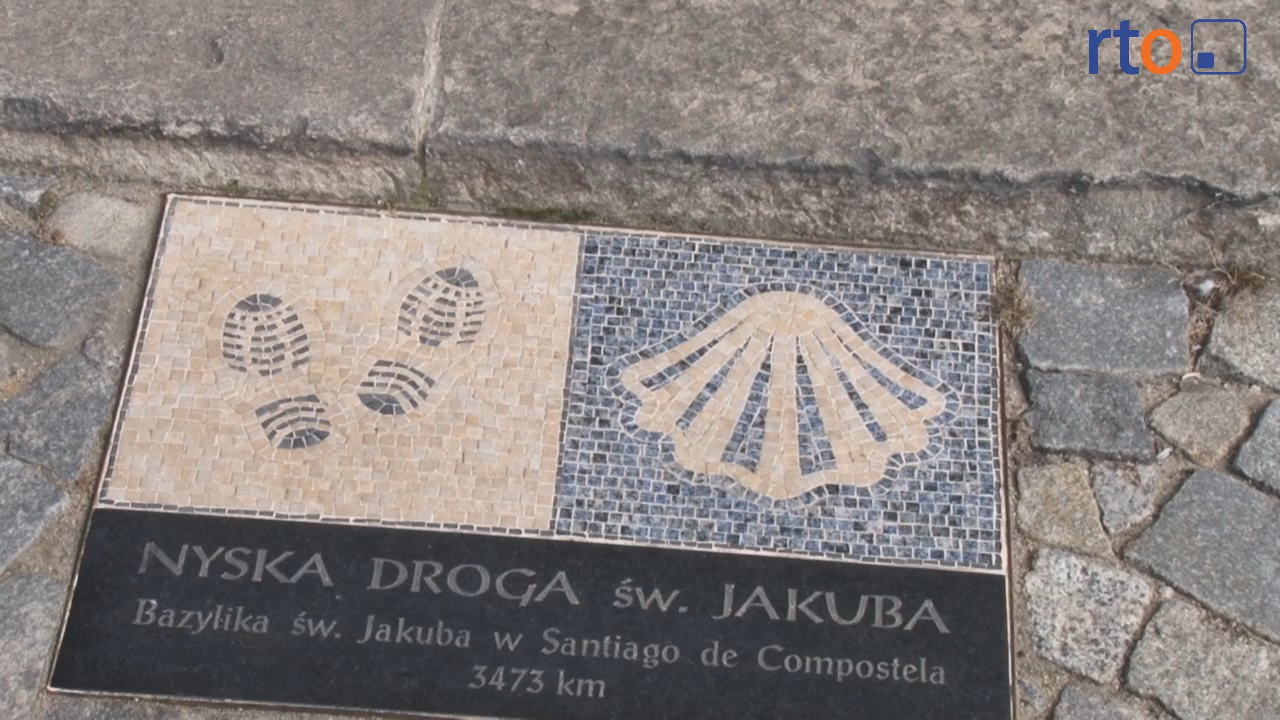 rto
NYSKA DROGA św. JAKUBA
Bazylika św. Jakuba w Santiago de Compostela
3473 km